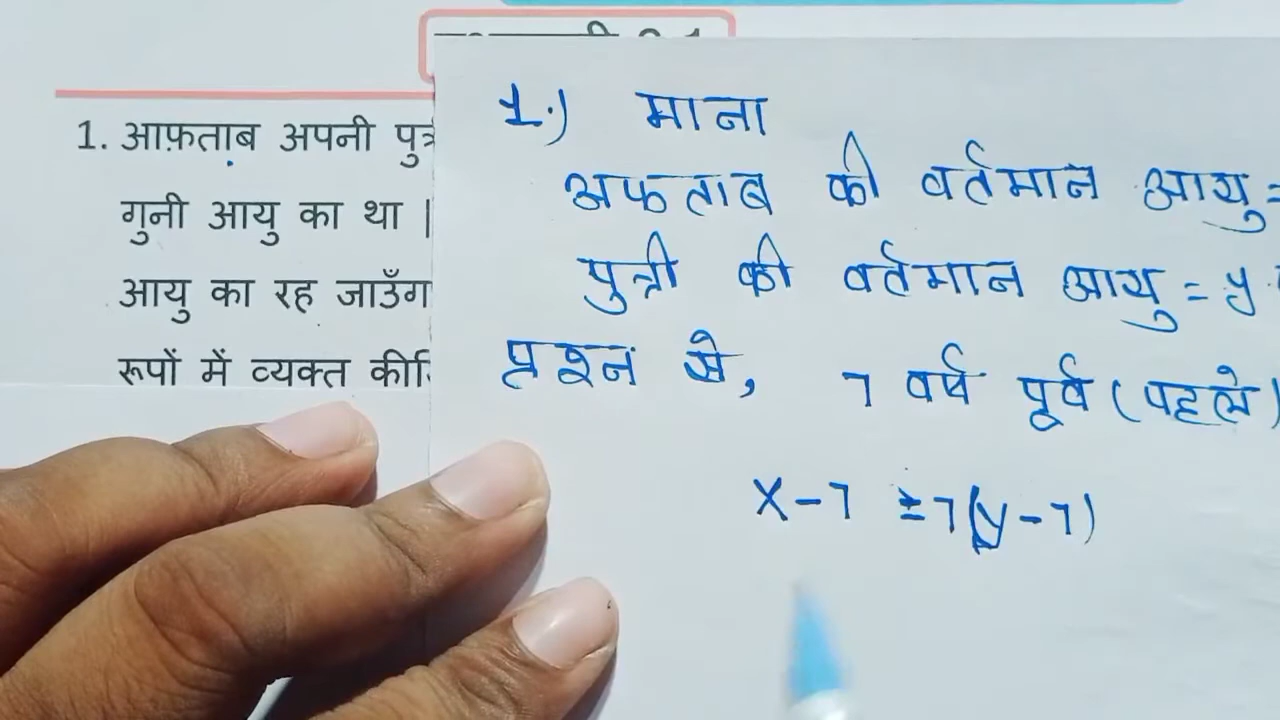 1. आफ़ताब अपनी
गुनी आयु का था |
आयु का रह
रूपों में व्यक्त
1.) माना
अफताब की वर्तमान आयु =
पुत्री की वर्तमान आयु = y
प्रश्न से, 7 वर्ष पूर्व (पहले)
x - 7 = 7(y - 7)